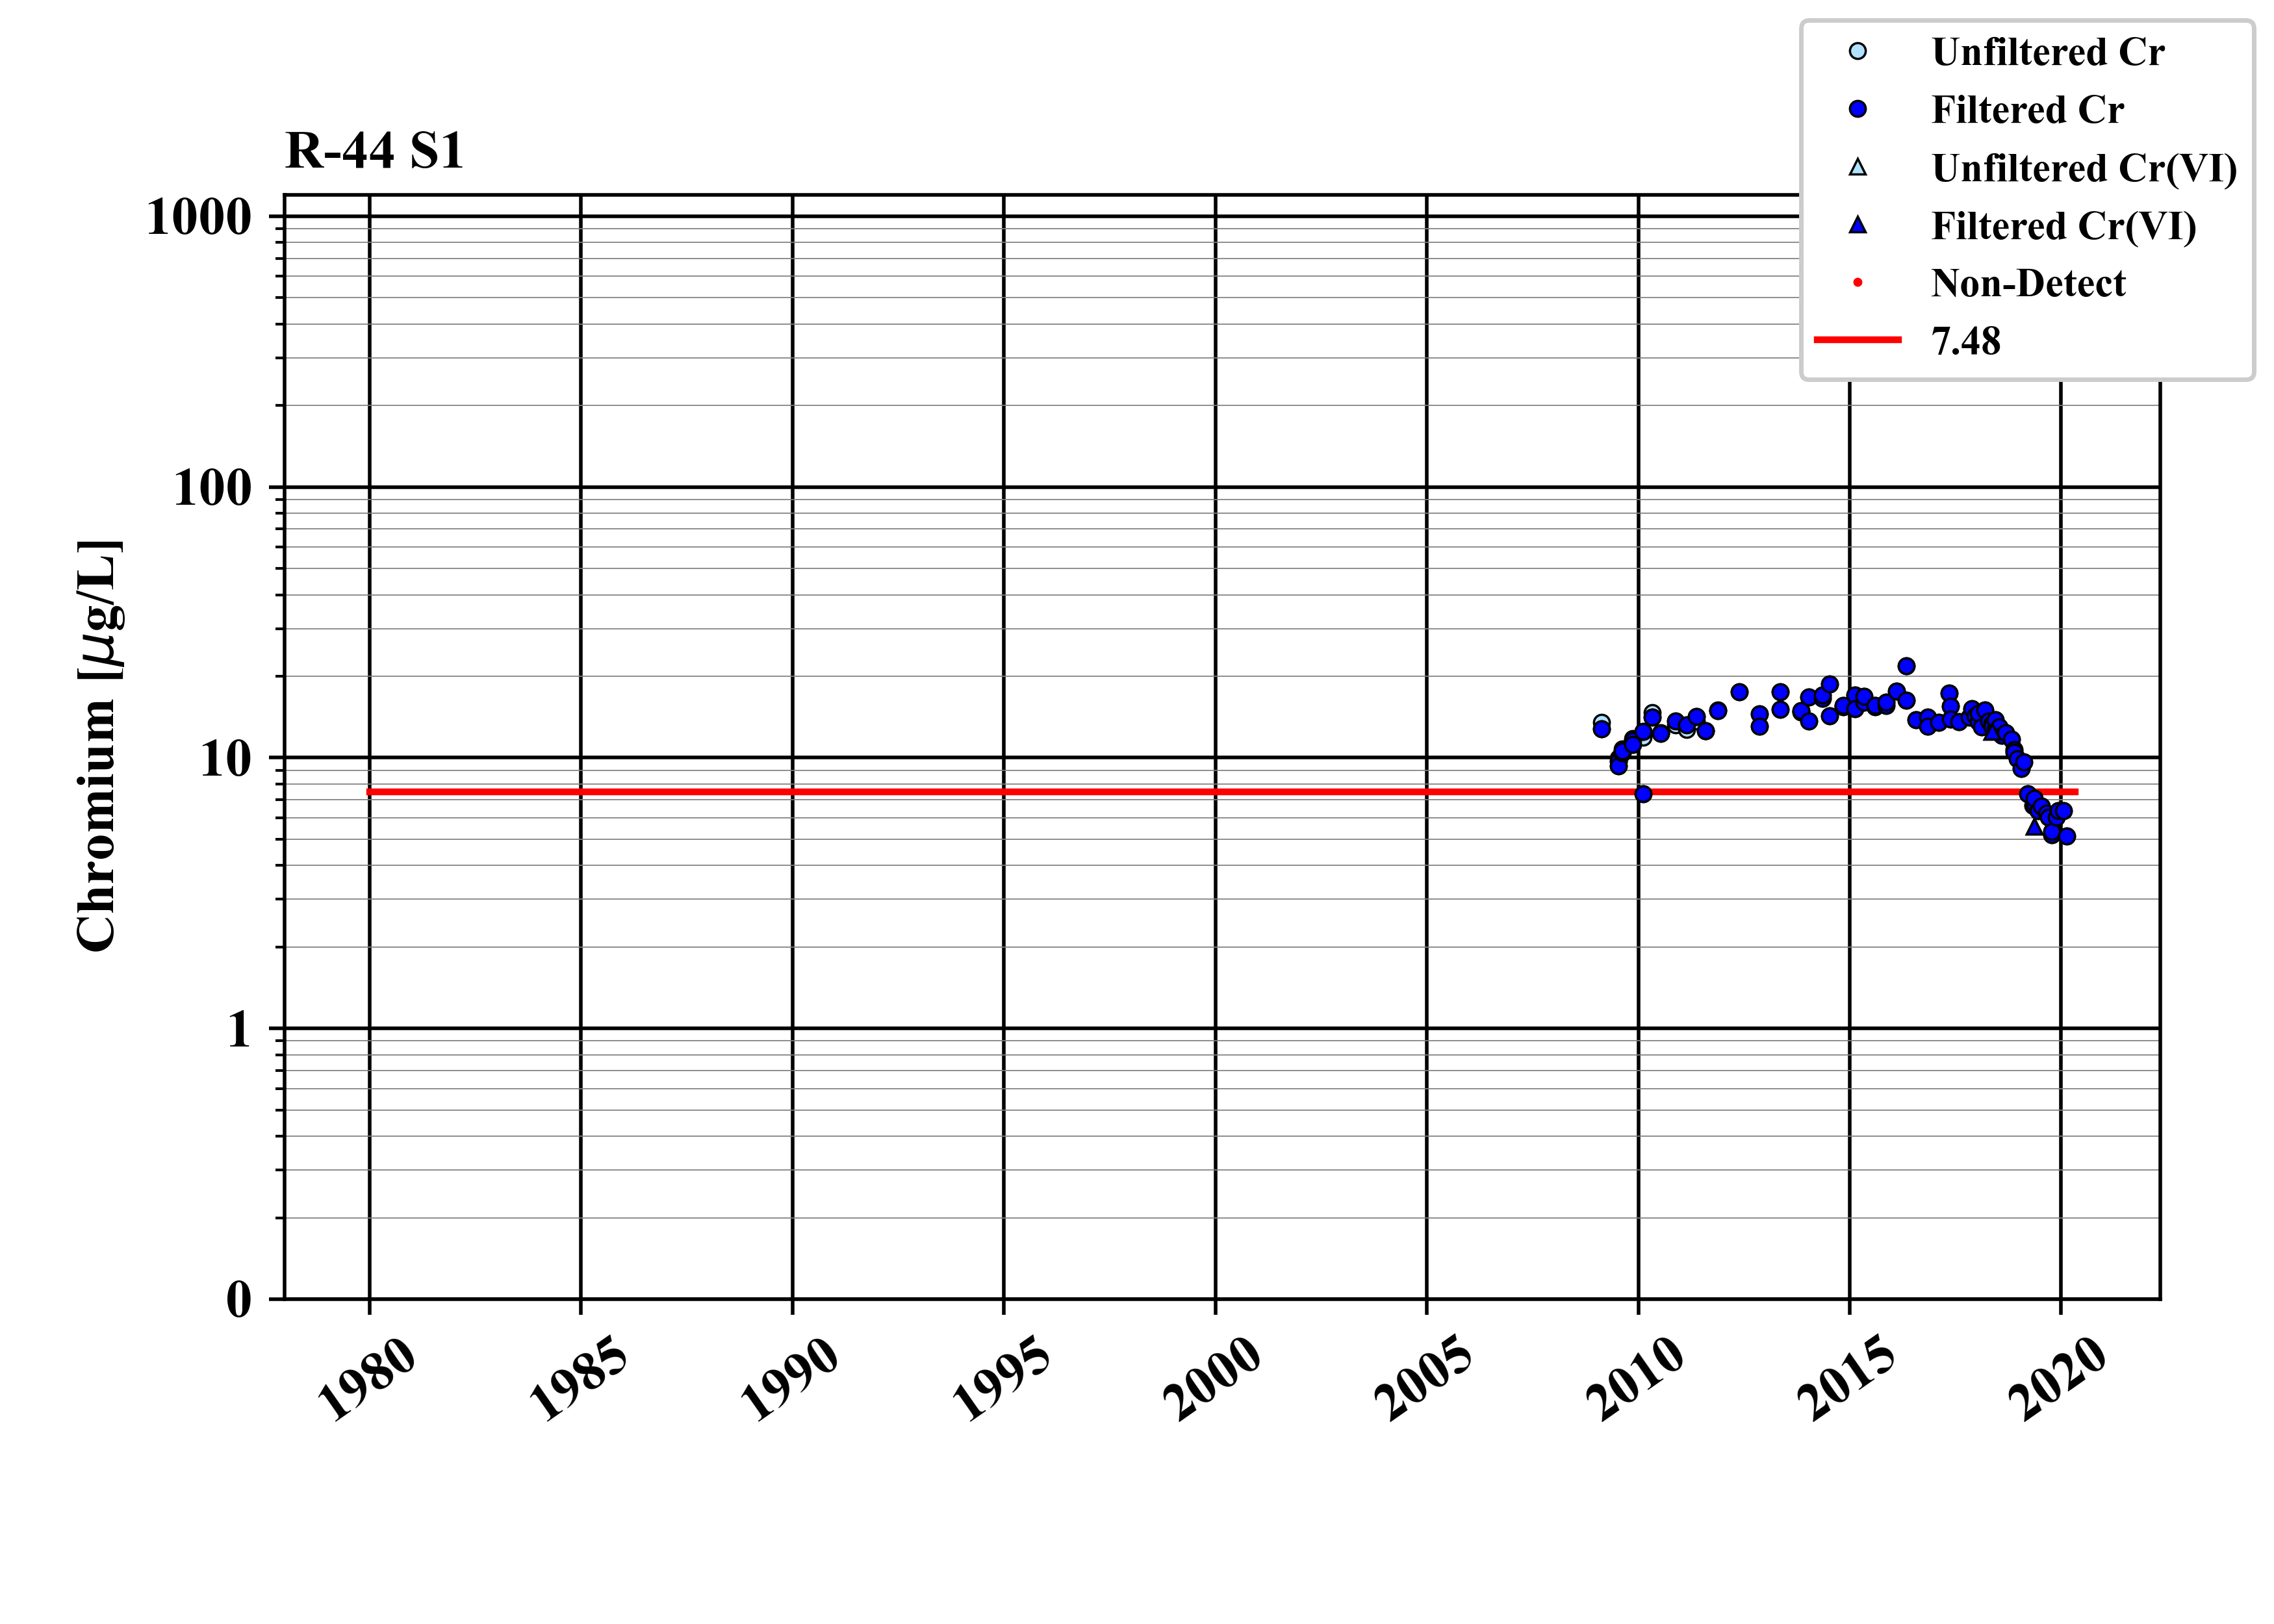 Unfiltered Cr
Filtered Cr
Unfiltered Cr(VI)
Filtered Cr(VI)
Non-Detect
7.48
R-44 S1
1000
100
10
1
0
Chromium [μg/L]
1980
1985
1990
1995
2000
2005
2010
2015
2020